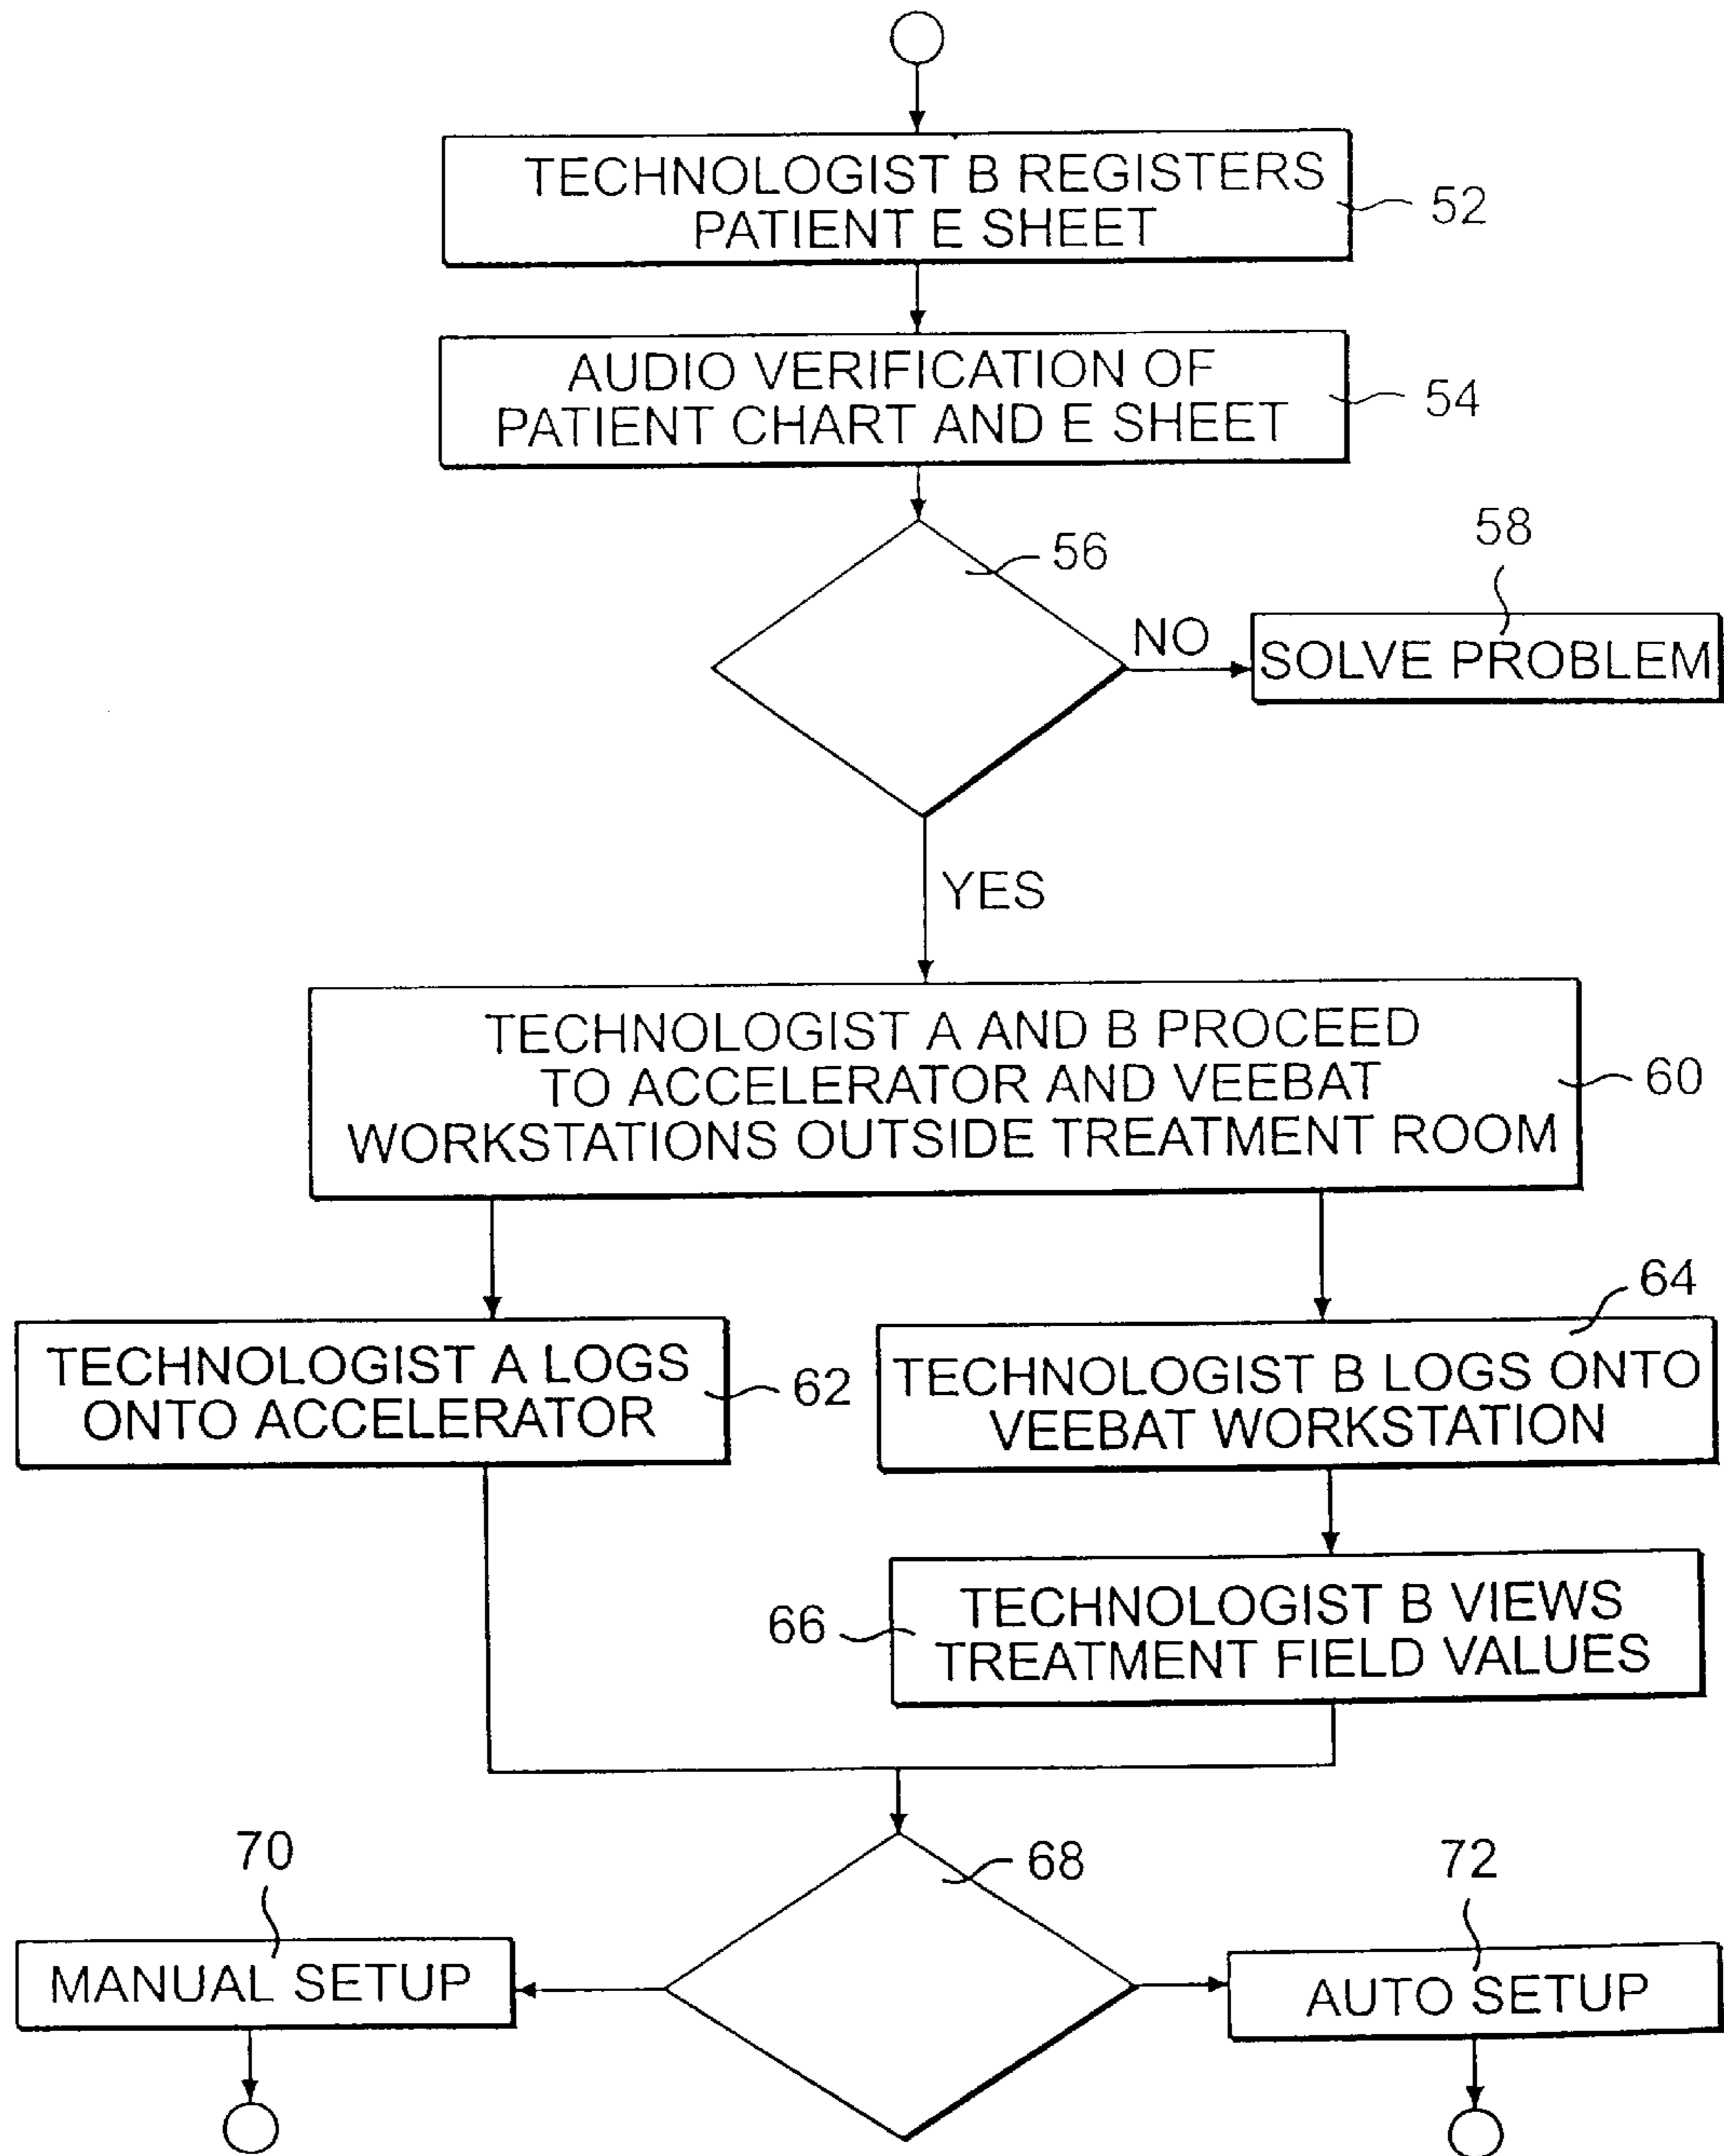 TECHNOLOGIST B REGISTERS
PATIENT E SHEET
52
AUDIO VERIFICATION OF
PATIENT CHART AND E SHEET
54
56
58
NO
SOLVE PROBLEM
YES
TECHNOLOGIST A AND B PROCEED
TO ACCELERATOR AND VEEBAT
WORKSTATIONS OUTSIDE TREATMENT ROOM
60
64
TECHNOLOGIST A LOGS
ONTO ACCELERATOR
62
TECHNOLOGIST B LOGS ONTO
VEEBAT WORKSTATION
66
TECHNOLOGIST B VIEWS
TREATMENT FIELD VALUES
70
68
72
MANUAL SETUP
AUTO SETUP